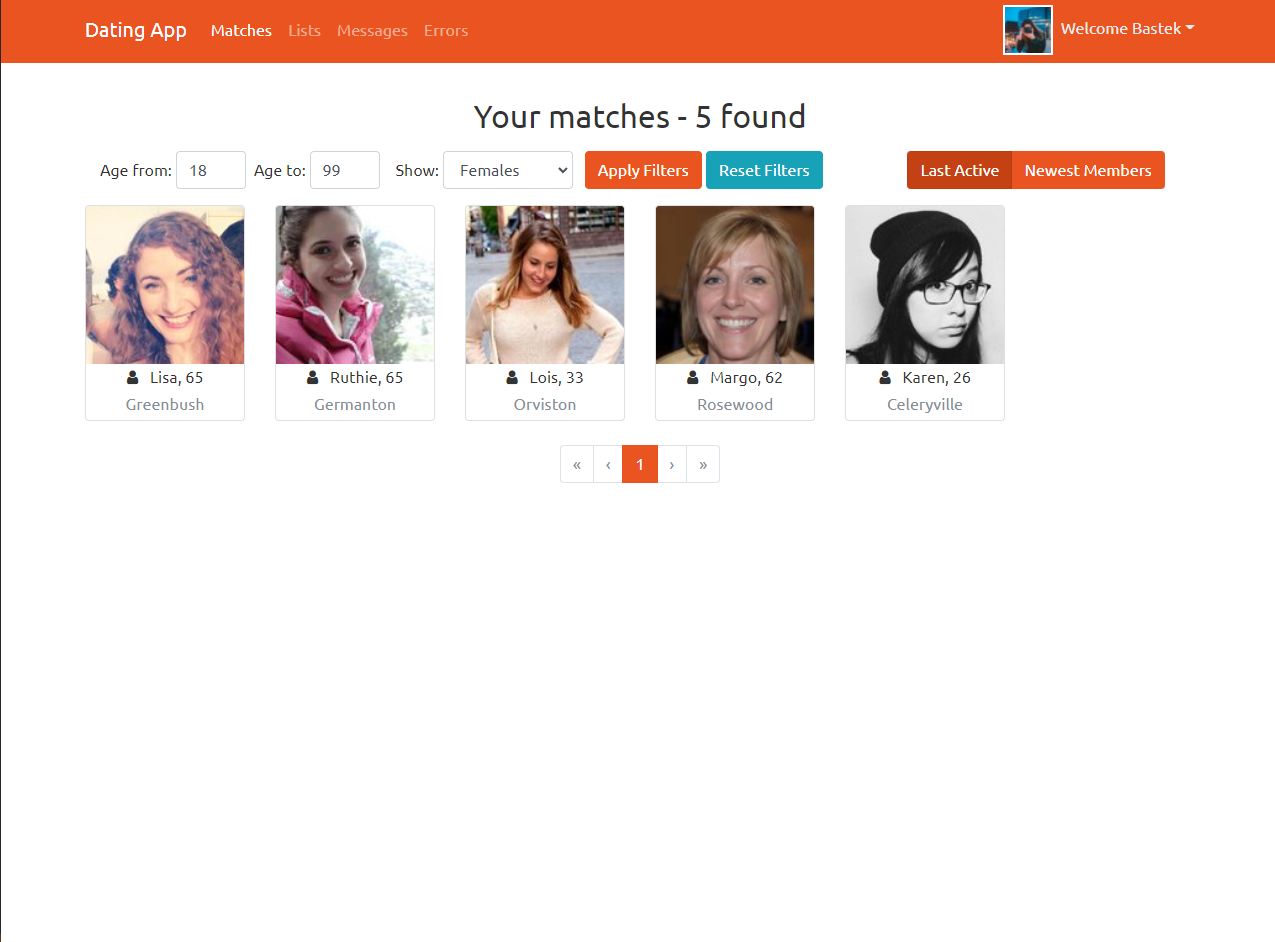 Dating App Matches Lists Messages Errors Welcome Bastek
Your matches - 5 found
Age from: 18 Age to: 99 Show: Females Apply Filters Reset Filters Last Active Newest Members
Lisa, 65 Ruthie, 65 Lois, 33 Margo, 62 Karen, 26
Greenbush Germanton Orviston Rosewood Celeryville
« ‹ 1 › »